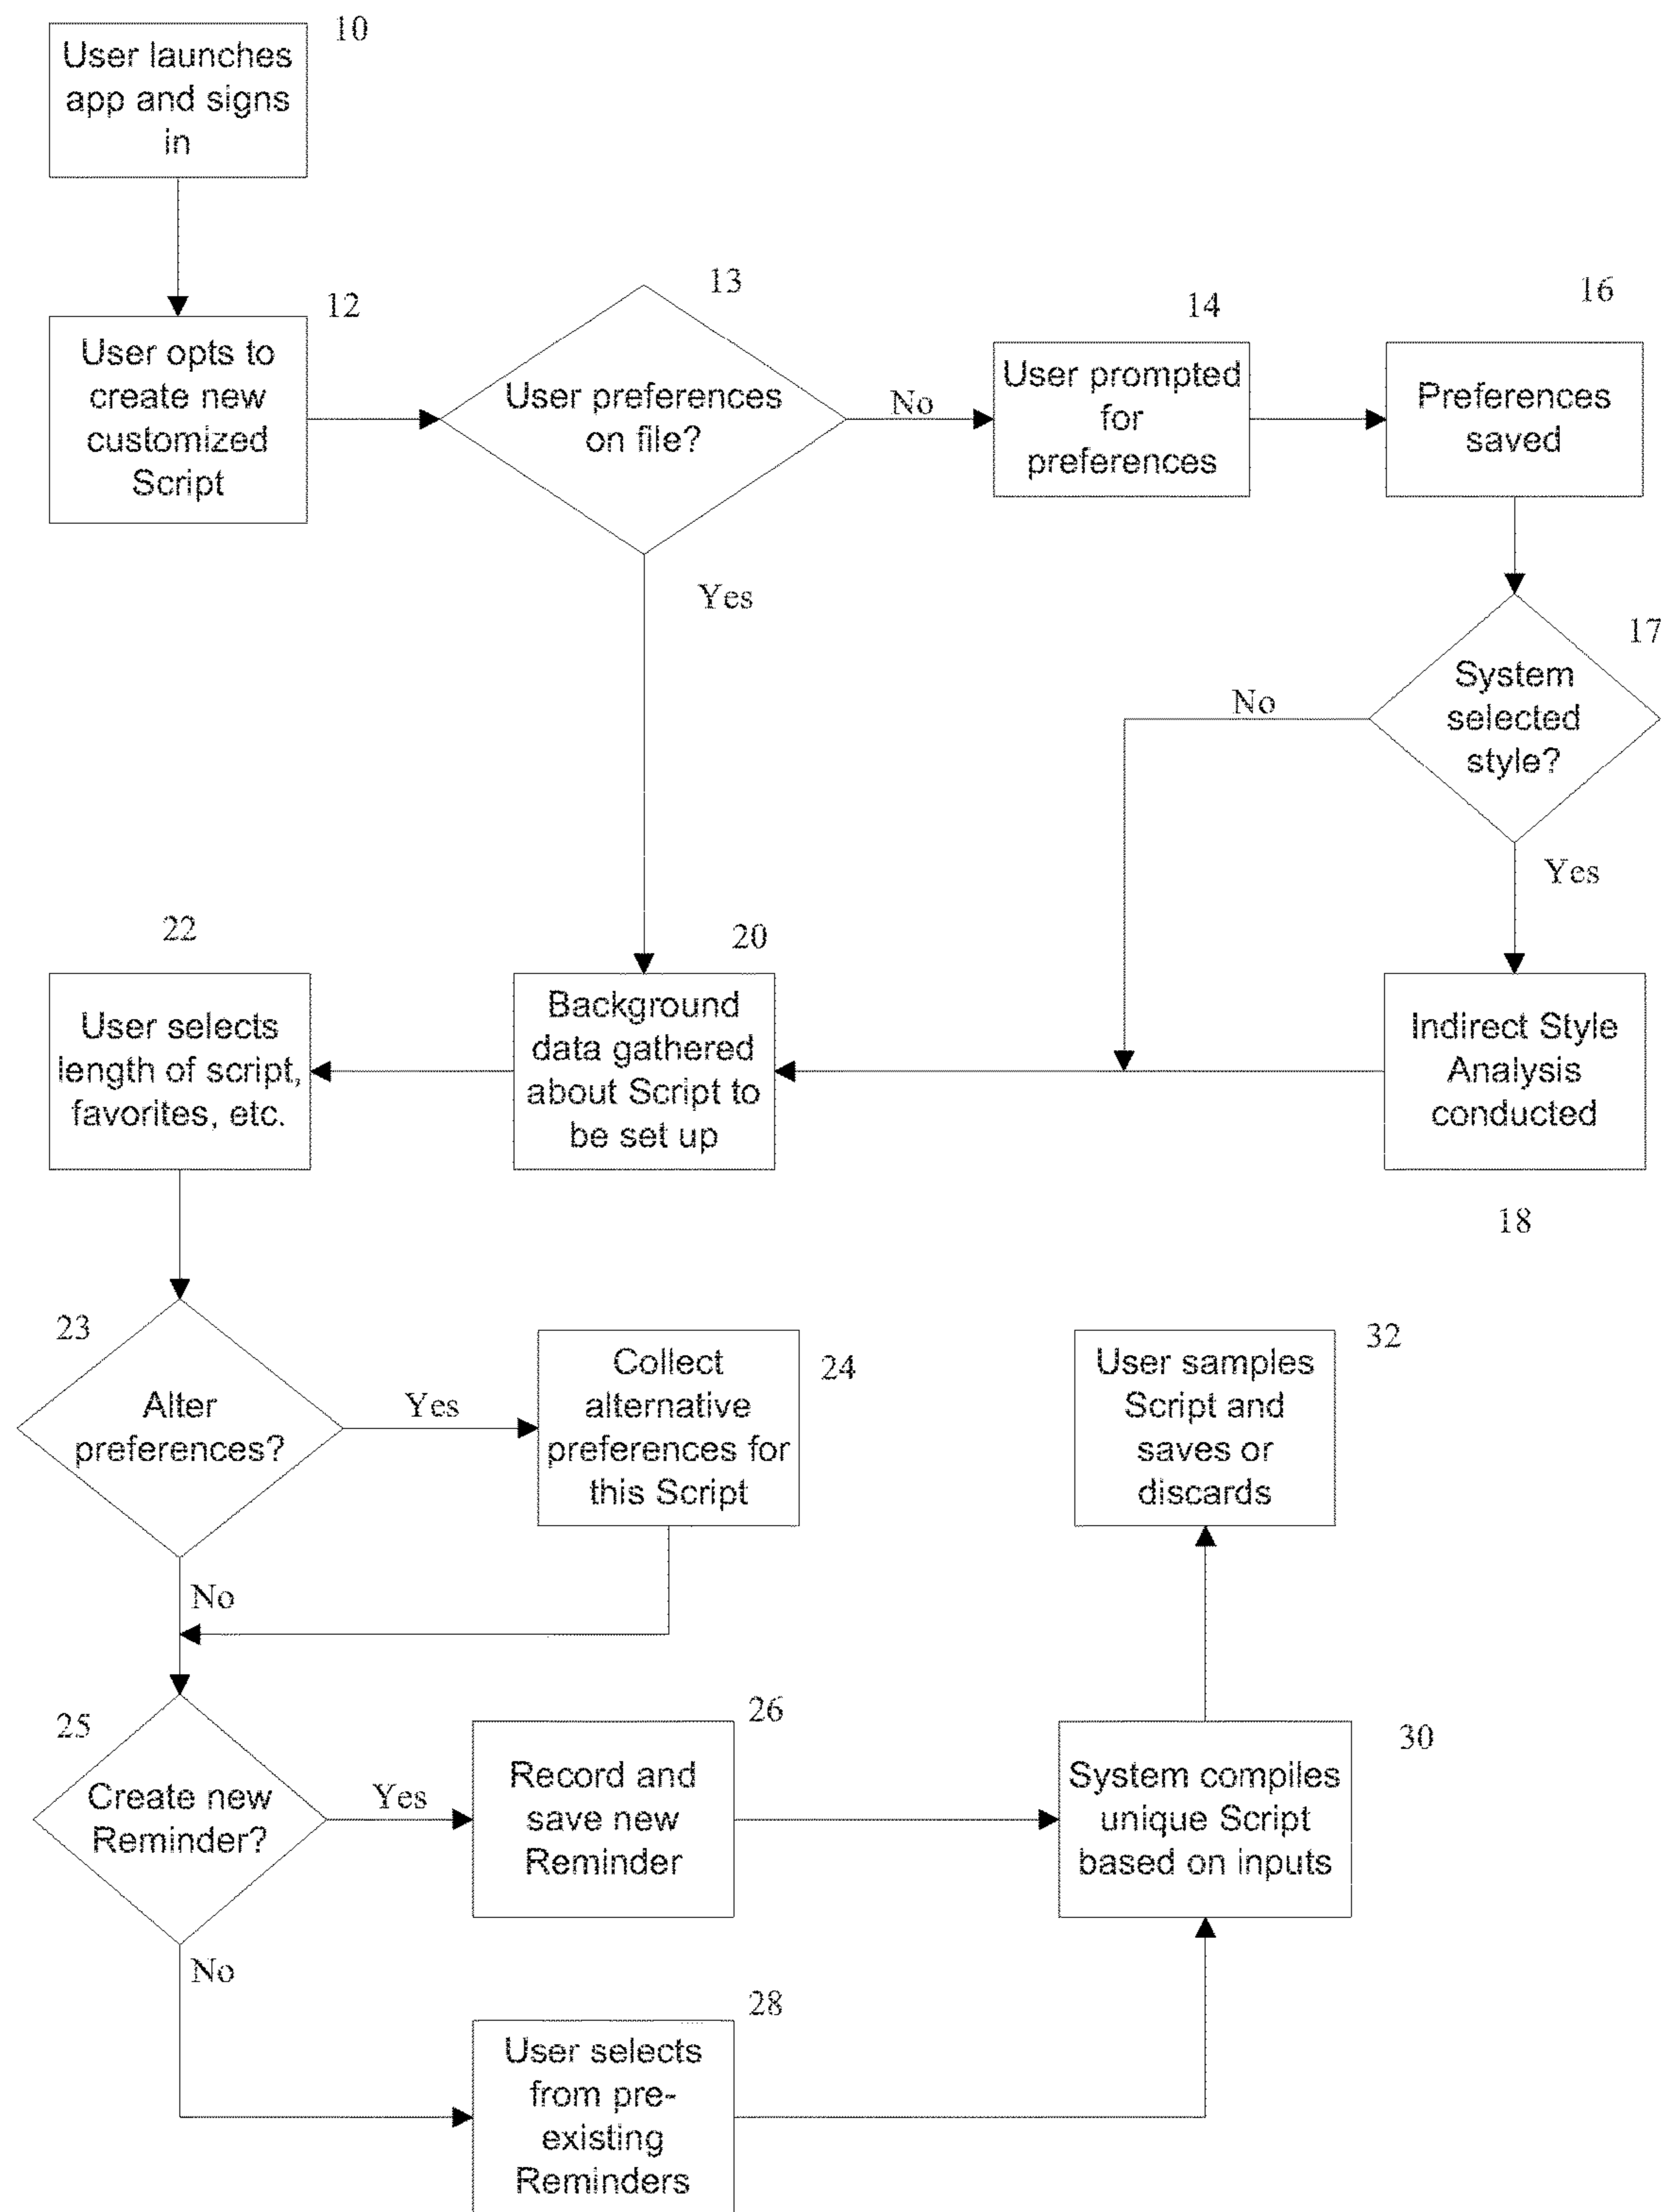 10
User launches
app and signs
in
12
User opts to
create new
customized
Script
13
User preferences
on file?
No
Yes
14
User prompted
for
preferences
16
Preferences
saved
17
System
selected
style?
No
Yes
Indirect Style
Analysis
conducted
18
20
Background
data gathered
about Script to
be set up
22
User selects
length of script,
favorites, etc.
23
Alter
preferences?
Yes
No
24
Collect
alternative
preferences for
this Script
25
Create new
Reminder?
Yes
No
26
Record and
save new
Reminder
28
User selects
from pre-
existing
Reminders
30
System compiles
unique Script
based on inputs
32
User samples
Script and
saves or
discards